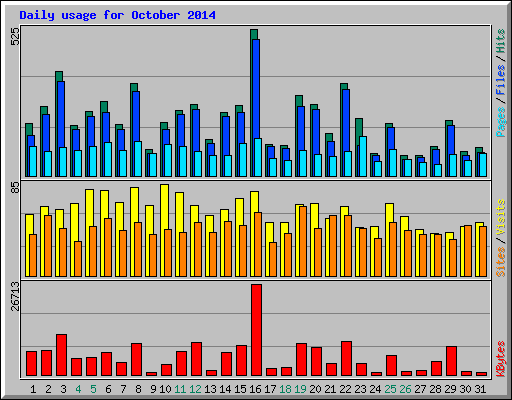 Daily usage for October 2014
525
Pages / Files / Hits
85
Sites / Visits
26713
KBytes
1 2 3 4 5 6 7 8 9 10 11 12 13 14 15 16 17 18 19 20 21 22 23 24 25 26 27 28 29 30 31